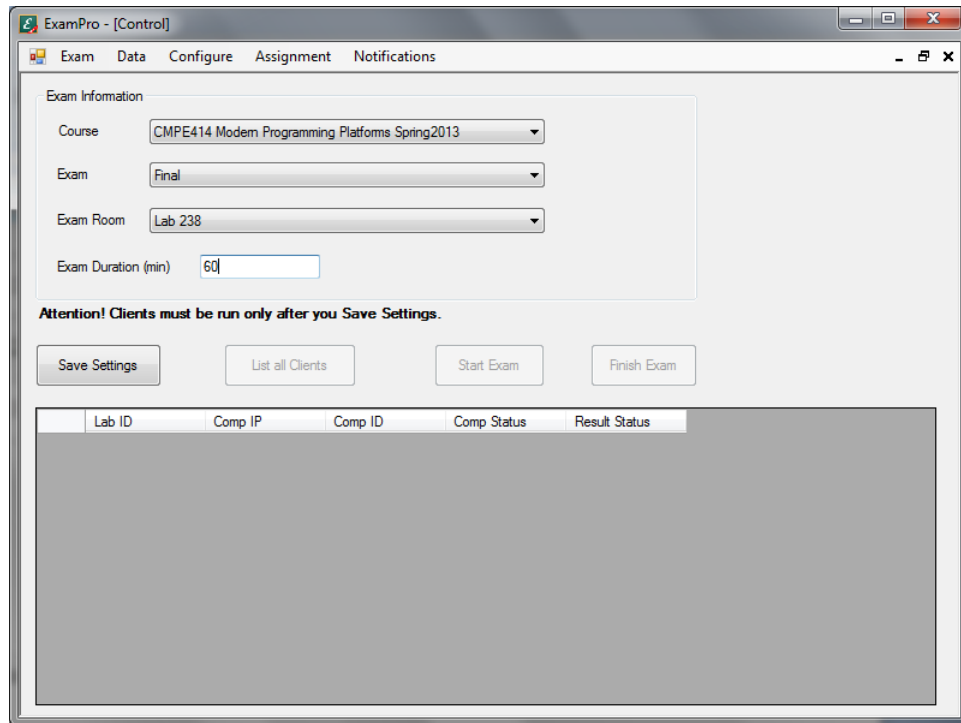 ExamPro - [Control]
Exam Data Configure Assignment Notifications
Exam Information
Course CMPE414 Modern Programming Platforms Spring2013
Exam Final
Exam Room Lab 238
Exam Duration (min) 60
Attention! Clients must be run only after you Save Settings.
Save Settings List all Clients Start Exam Finish Exam
Lab ID Comp IP Comp ID Comp Status Result Status